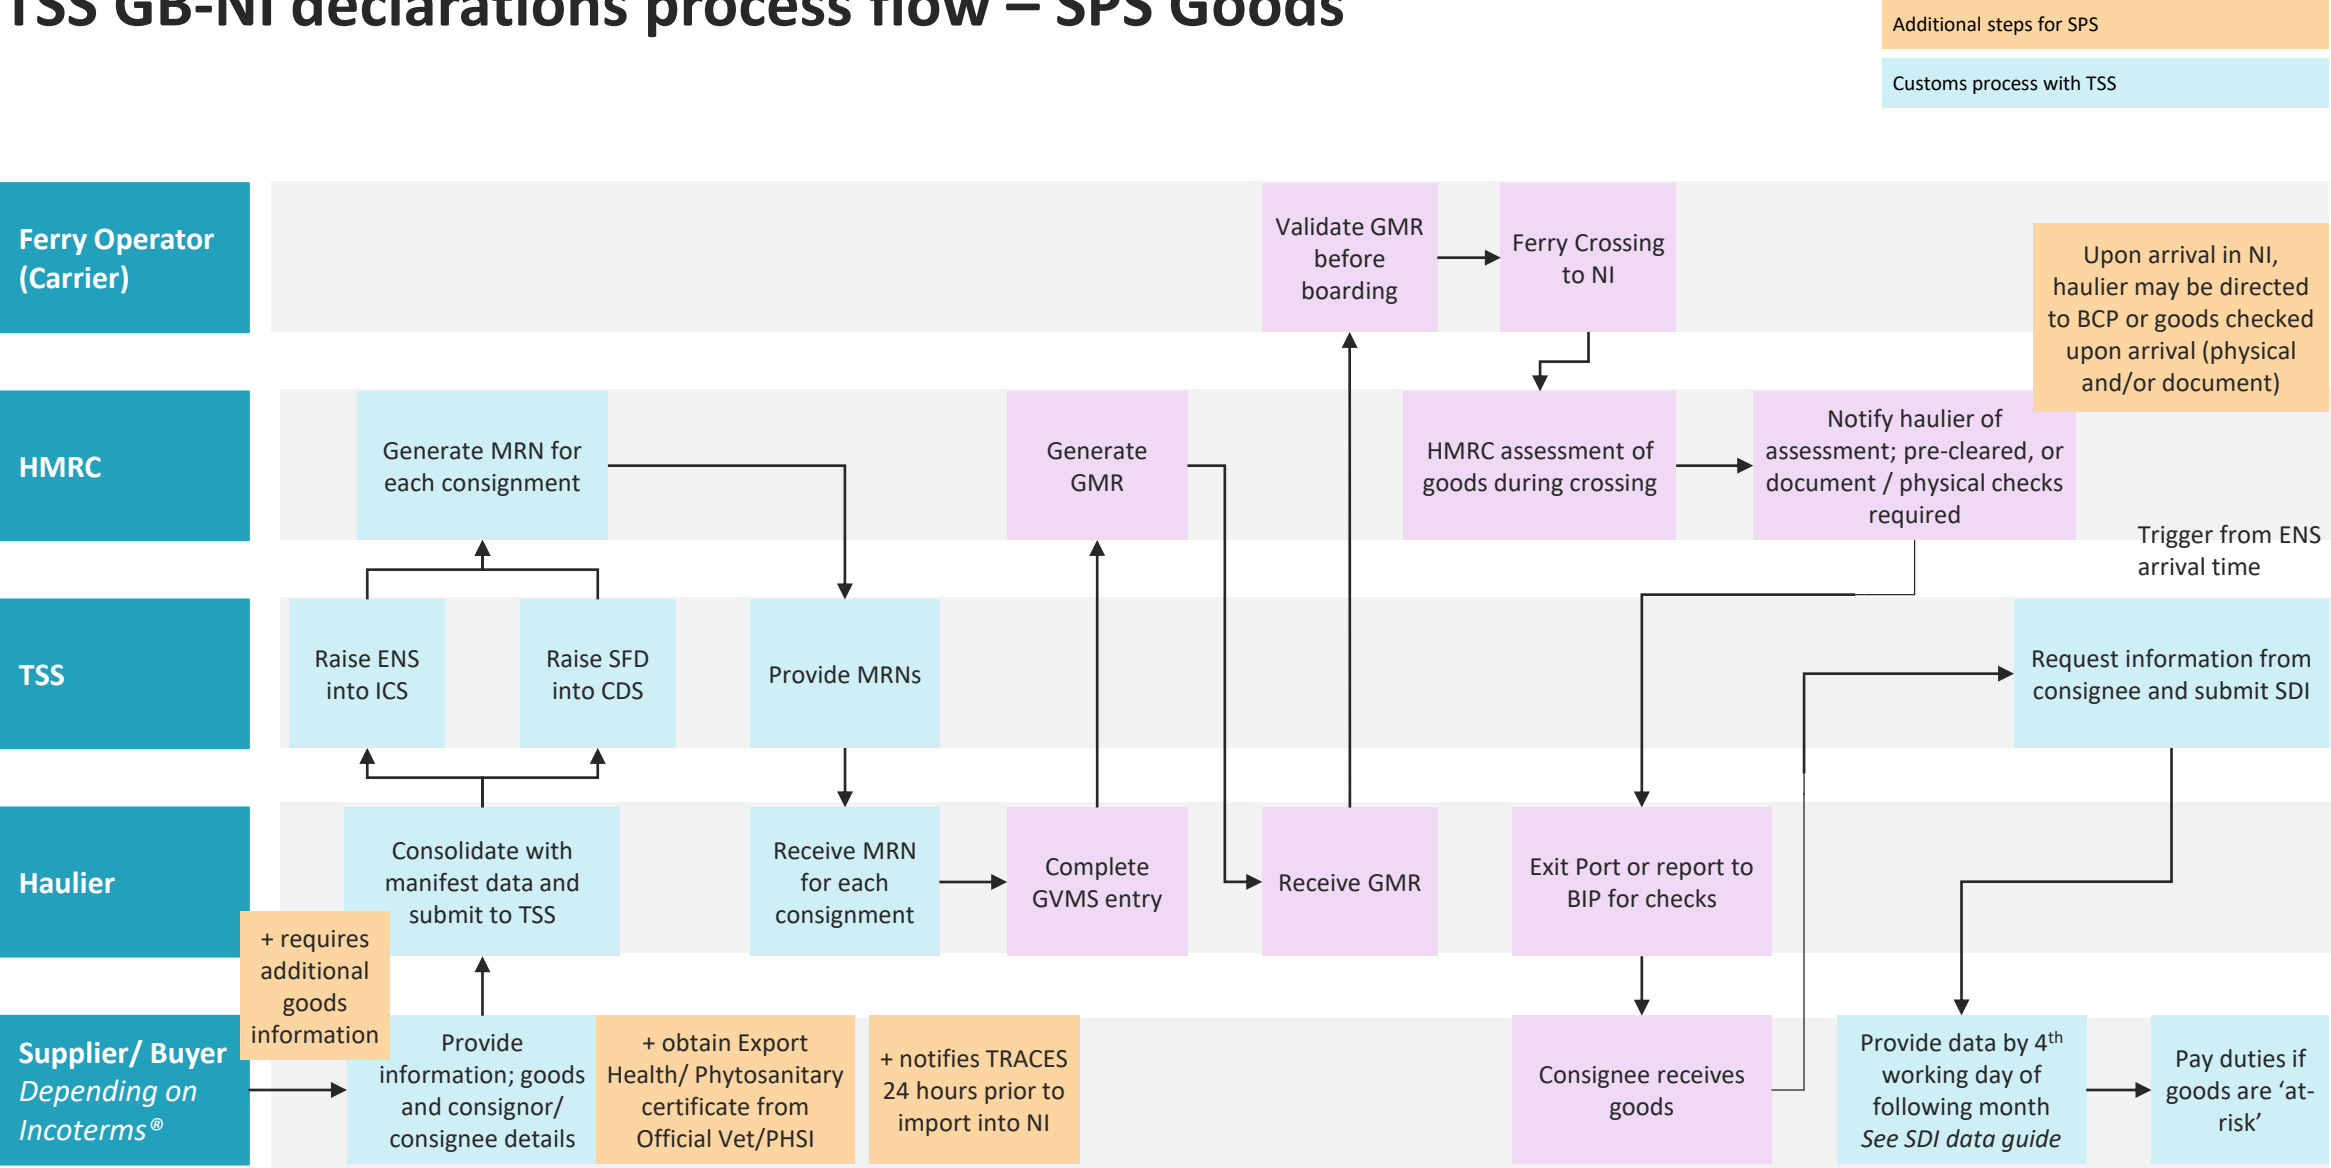 TSS GB-NI declarations process flow – SPS Goods
Additional steps for SPS
Customs process with TSS
Ferry Operator
(Carrier)
Validate GMR
before
boarding
Ferry Crossing
to NI
Upon arrival in NI,
haulier may be directed
to BCP or goods checked
upon arrival (physical
and/or document)
HMRC
Generate MRN for
each consignment
Generate
GMR
HMRC assessment of
goods during crossing
Notify haulier of
assessment; pre-cleared, or
document / physical checks
required
Trigger from ENS
arrival time
TSS
Raise ENS
into ICS
Raise SFD
into CDS
Provide MRNs
Request information from
consignee and submit SDI
Haulier
Consolidate with
manifest data and
submit to TSS
Receive MRN
for each
consignment
Complete
GVMS entry
Receive GMR
Exit Port or report to
BIP for checks
+ requires
additional
goods
information
Supplier/ Buyer
Depending on
Incoterms®
Provide
information; goods
and consignor/
consignee details
+ obtain Export
Health/ Phytosanitary
certificate from
Official Vet/PHSI
+ notifies TRACES
24 hours prior to
import into NI
Consignee receives
goods
Provide data by 4th
working day of
following month
See SDI data guide
Pay duties if
goods are ‘at-
risk’